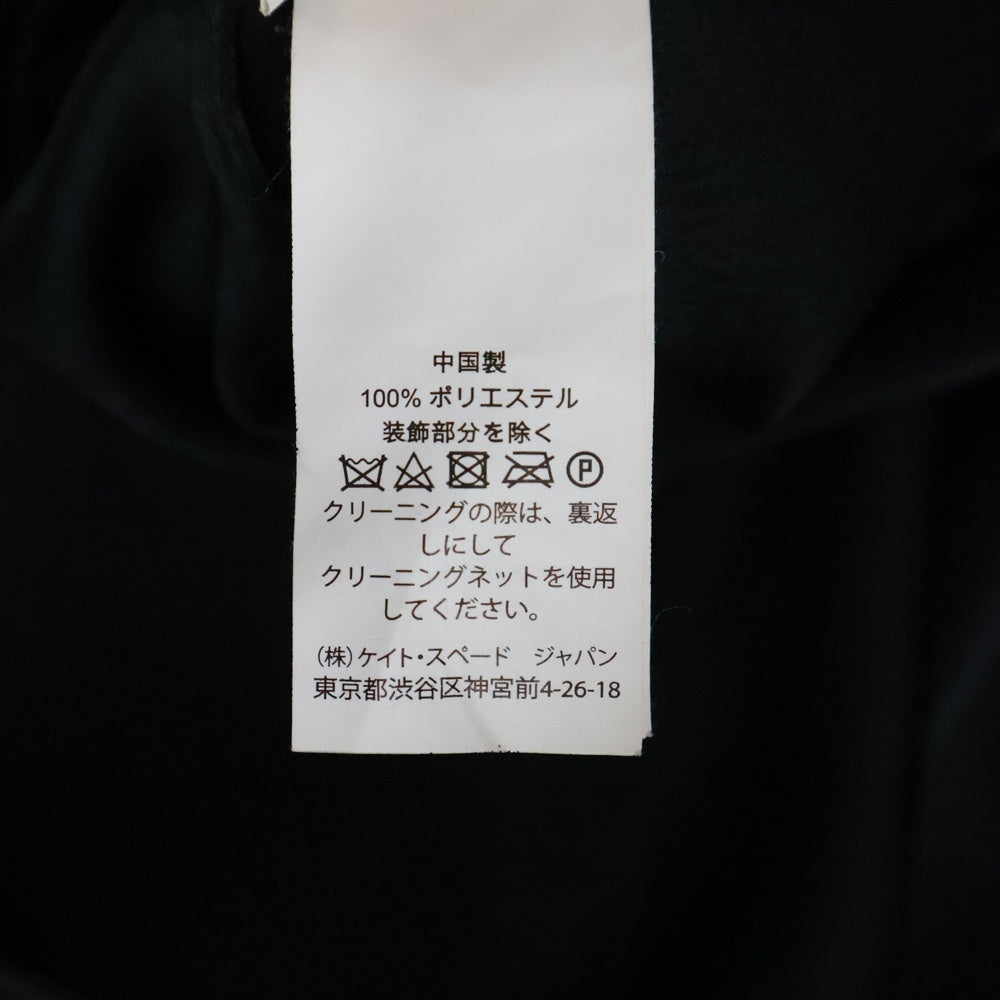 中国製
100% ポリエステル
装飾部分を除く
P
クリーニングの際は、裏返
しにして
クリーニングネットを使用
してください。
(株)ケイト・スペード　ジャパン
東京都渋谷区神宮前4-26-18